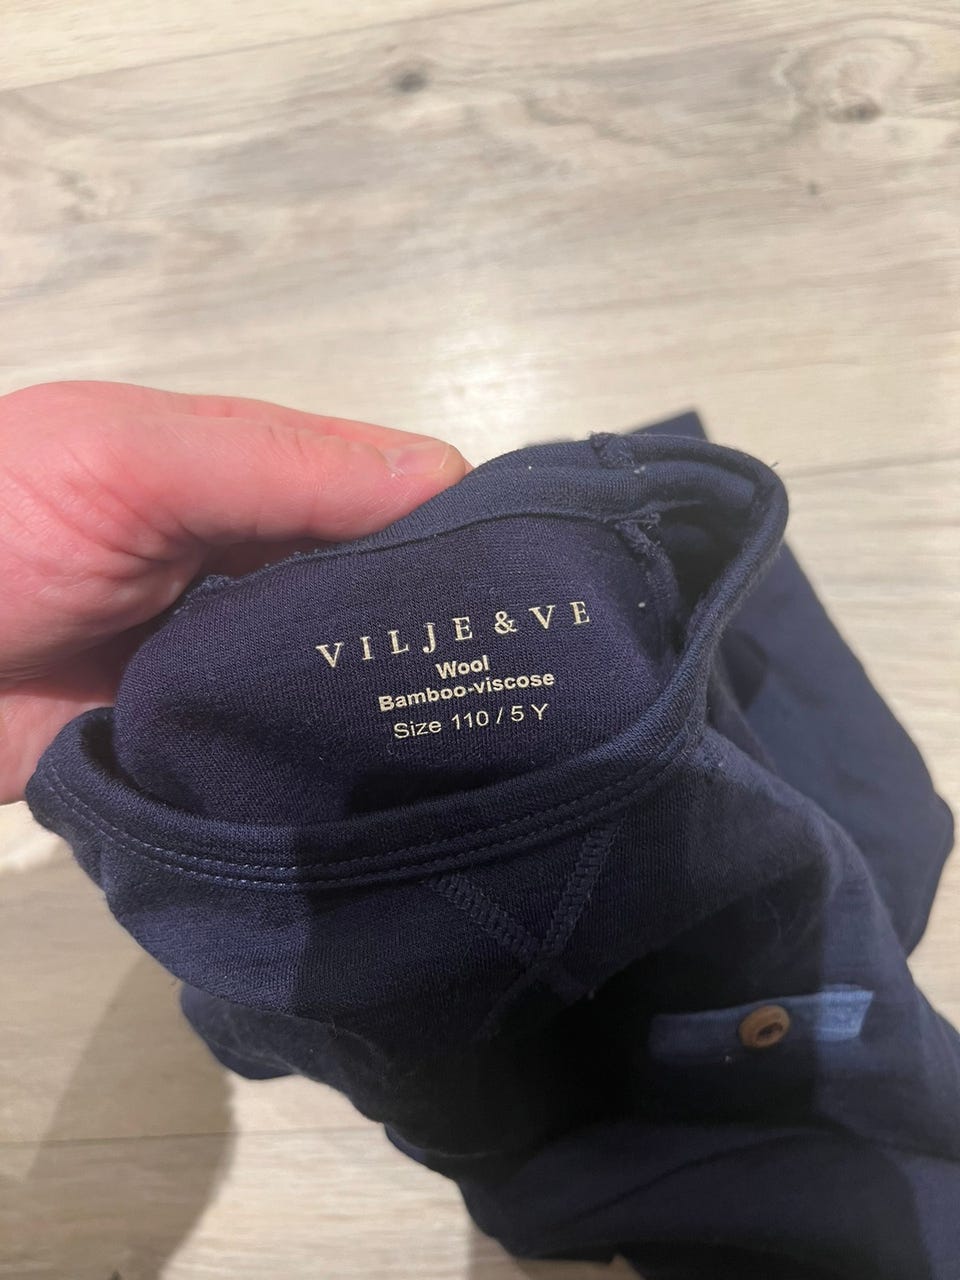 VILJE & VE
Wool
Bamboo-viscose
Size 110 / 5 Y